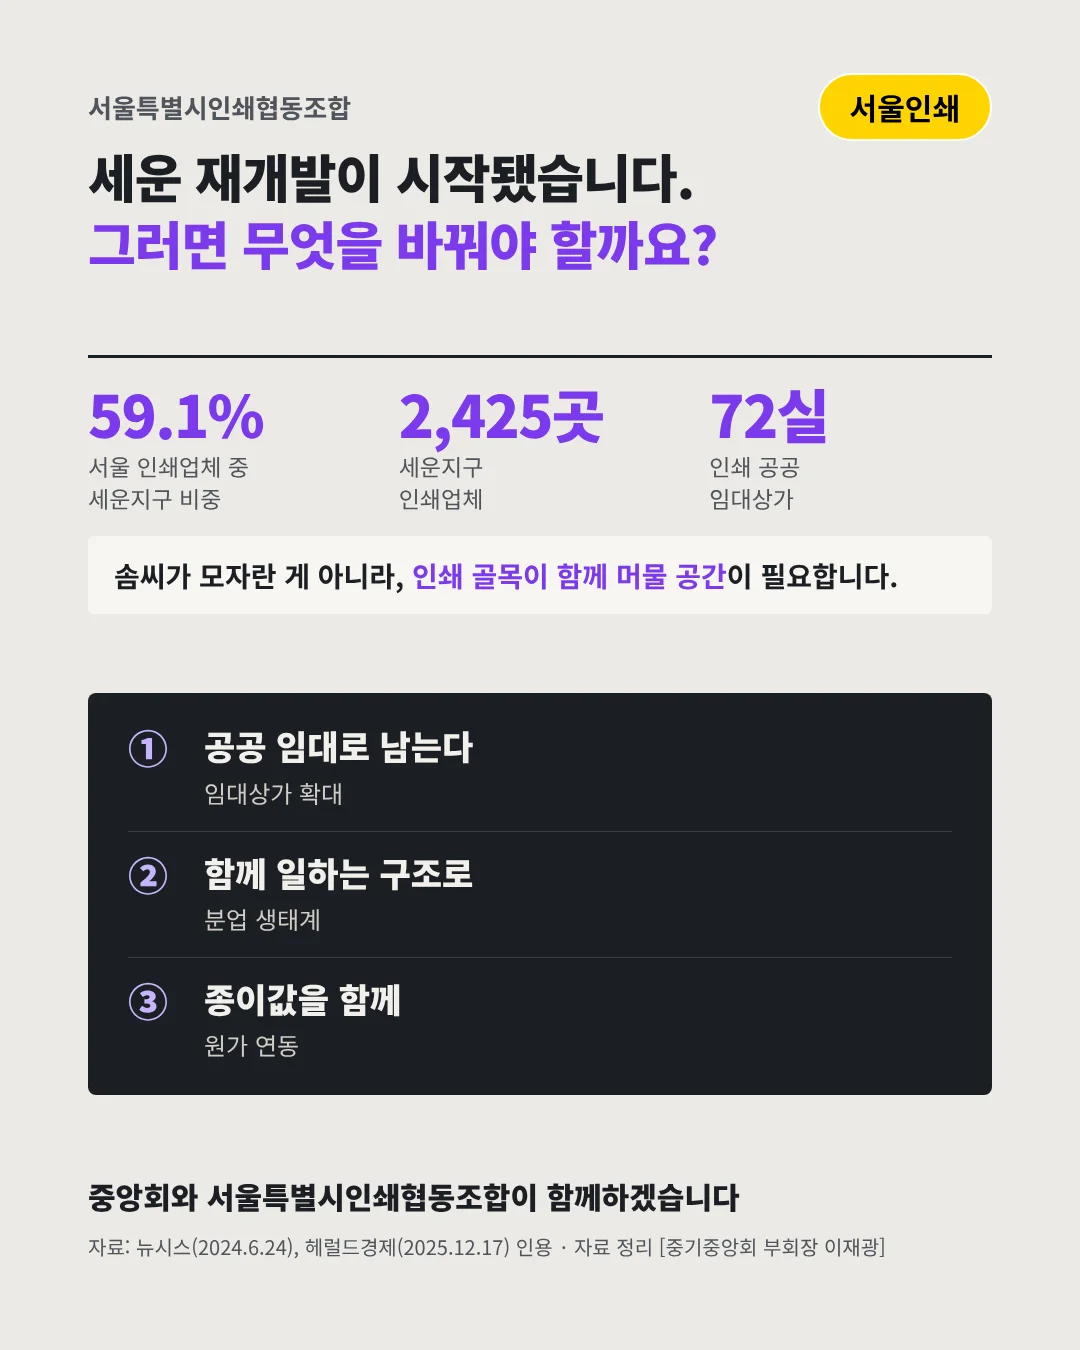 서울특별시인쇄협동조합
서울인쇄
세운 재개발이 시작됐습니다.
그러면 무엇을 바꿔야 할까요?
59.1%
서울 인쇄업체 중
세운지구 비중
2,425곳
세운지구
인쇄업체
72실
인쇄 공공
임대상가
솜씨가 모자란 게 아니라, 인쇄 골목이 함께 머물 공간이 필요합니다.
① 공공 임대로 남는다
임대상가 확대
② 함께 일하는 구조로
분업 생태계
③ 종이값을 함께
원가 연동
중앙회와 서울특별시인쇄협동조합이 함께하겠습니다
자료: 뉴시스(2024.6.24), 헤럴드경제(2025.12.17) 인용 · 자료 정리 [중기중앙회 부회장 이재광]